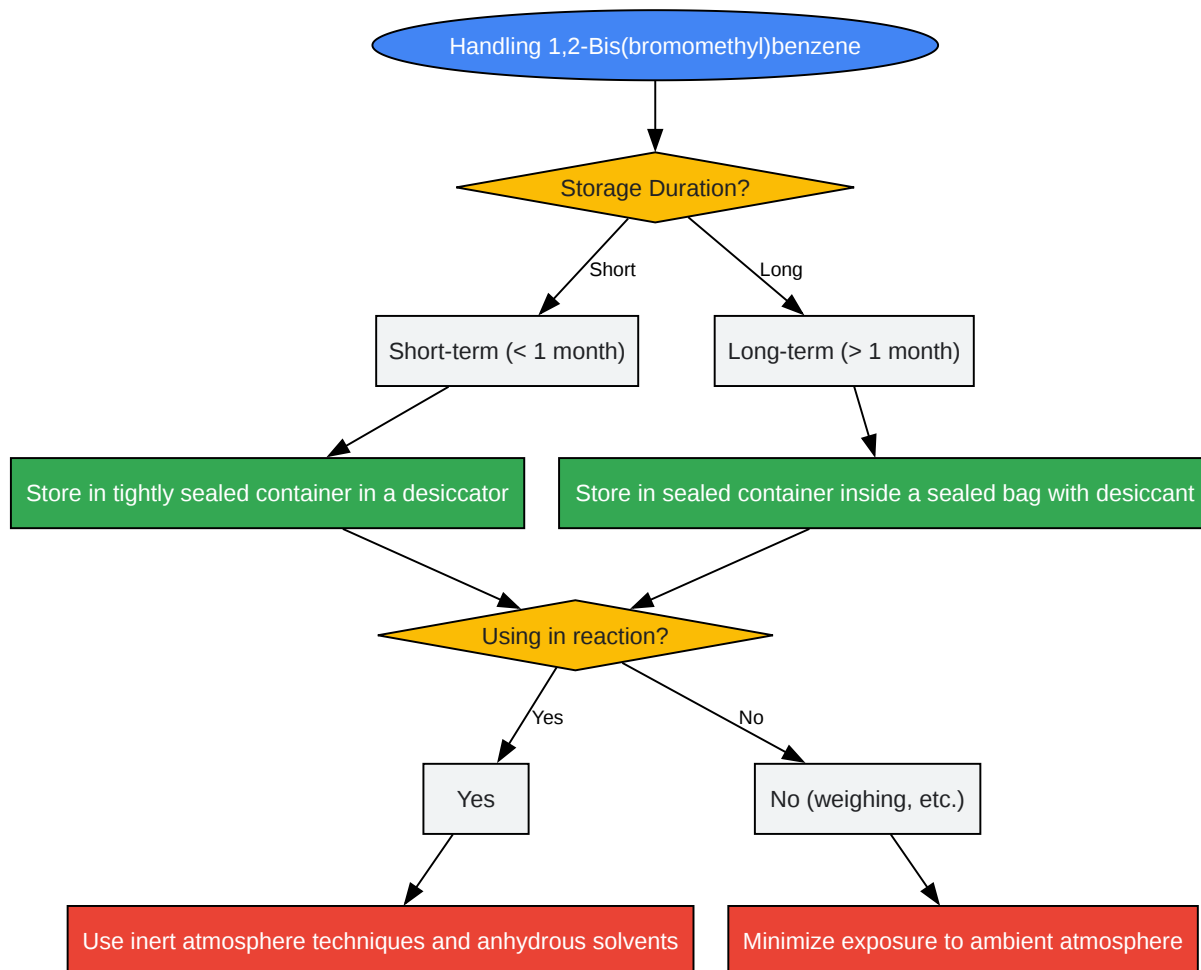 Handling 1,2-Bis(bromomethyl)benzene
Storage Duration?
Short
Long
Short-term (< 1 month)
Long-term (> 1 month)
Store in tightly sealed container in a desiccator
Store in sealed container inside a sealed bag with desiccant
Using in reaction?
Yes
No
Yes
No (weighing, etc.)
Use inert atmosphere techniques and anhydrous solvents
Minimize exposure to ambient atmosphere